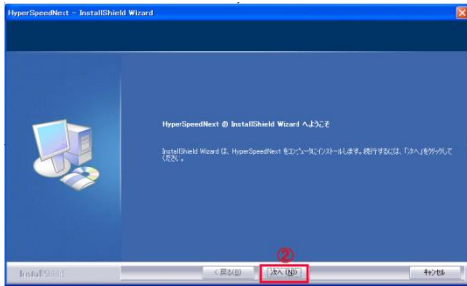 HyperSpeedNext - InstallShield Wizard
HyperSpeedNext の InstallShield Wizard へようこそ
InstallShield Wizard は、HyperSpeedNext をコンピュータにインストールします。続行するには、「次へ」をクリックして
ください。
②
InstallShield
< 戻る(B)
次へ (N)>
キャンセル